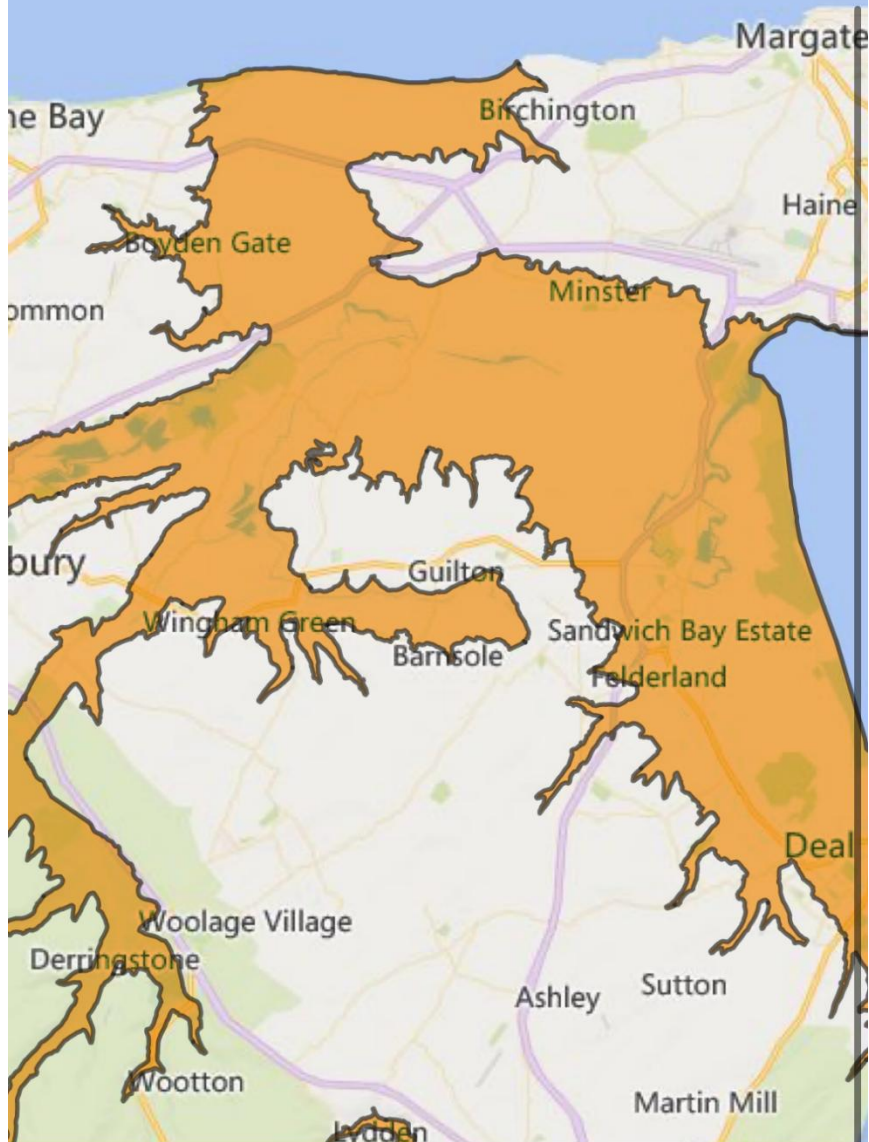 Margate
ne Bay
Birchington
Haine
Boyden Gate
Minster
ommon
bury
Guilton
Wingham Green
Sandwich Bay Estate
Barnsole
Felderland
Deal
Woolage Village
Derringstone
Sutton
Ashley
Wootton
Martin Mill
Lydden